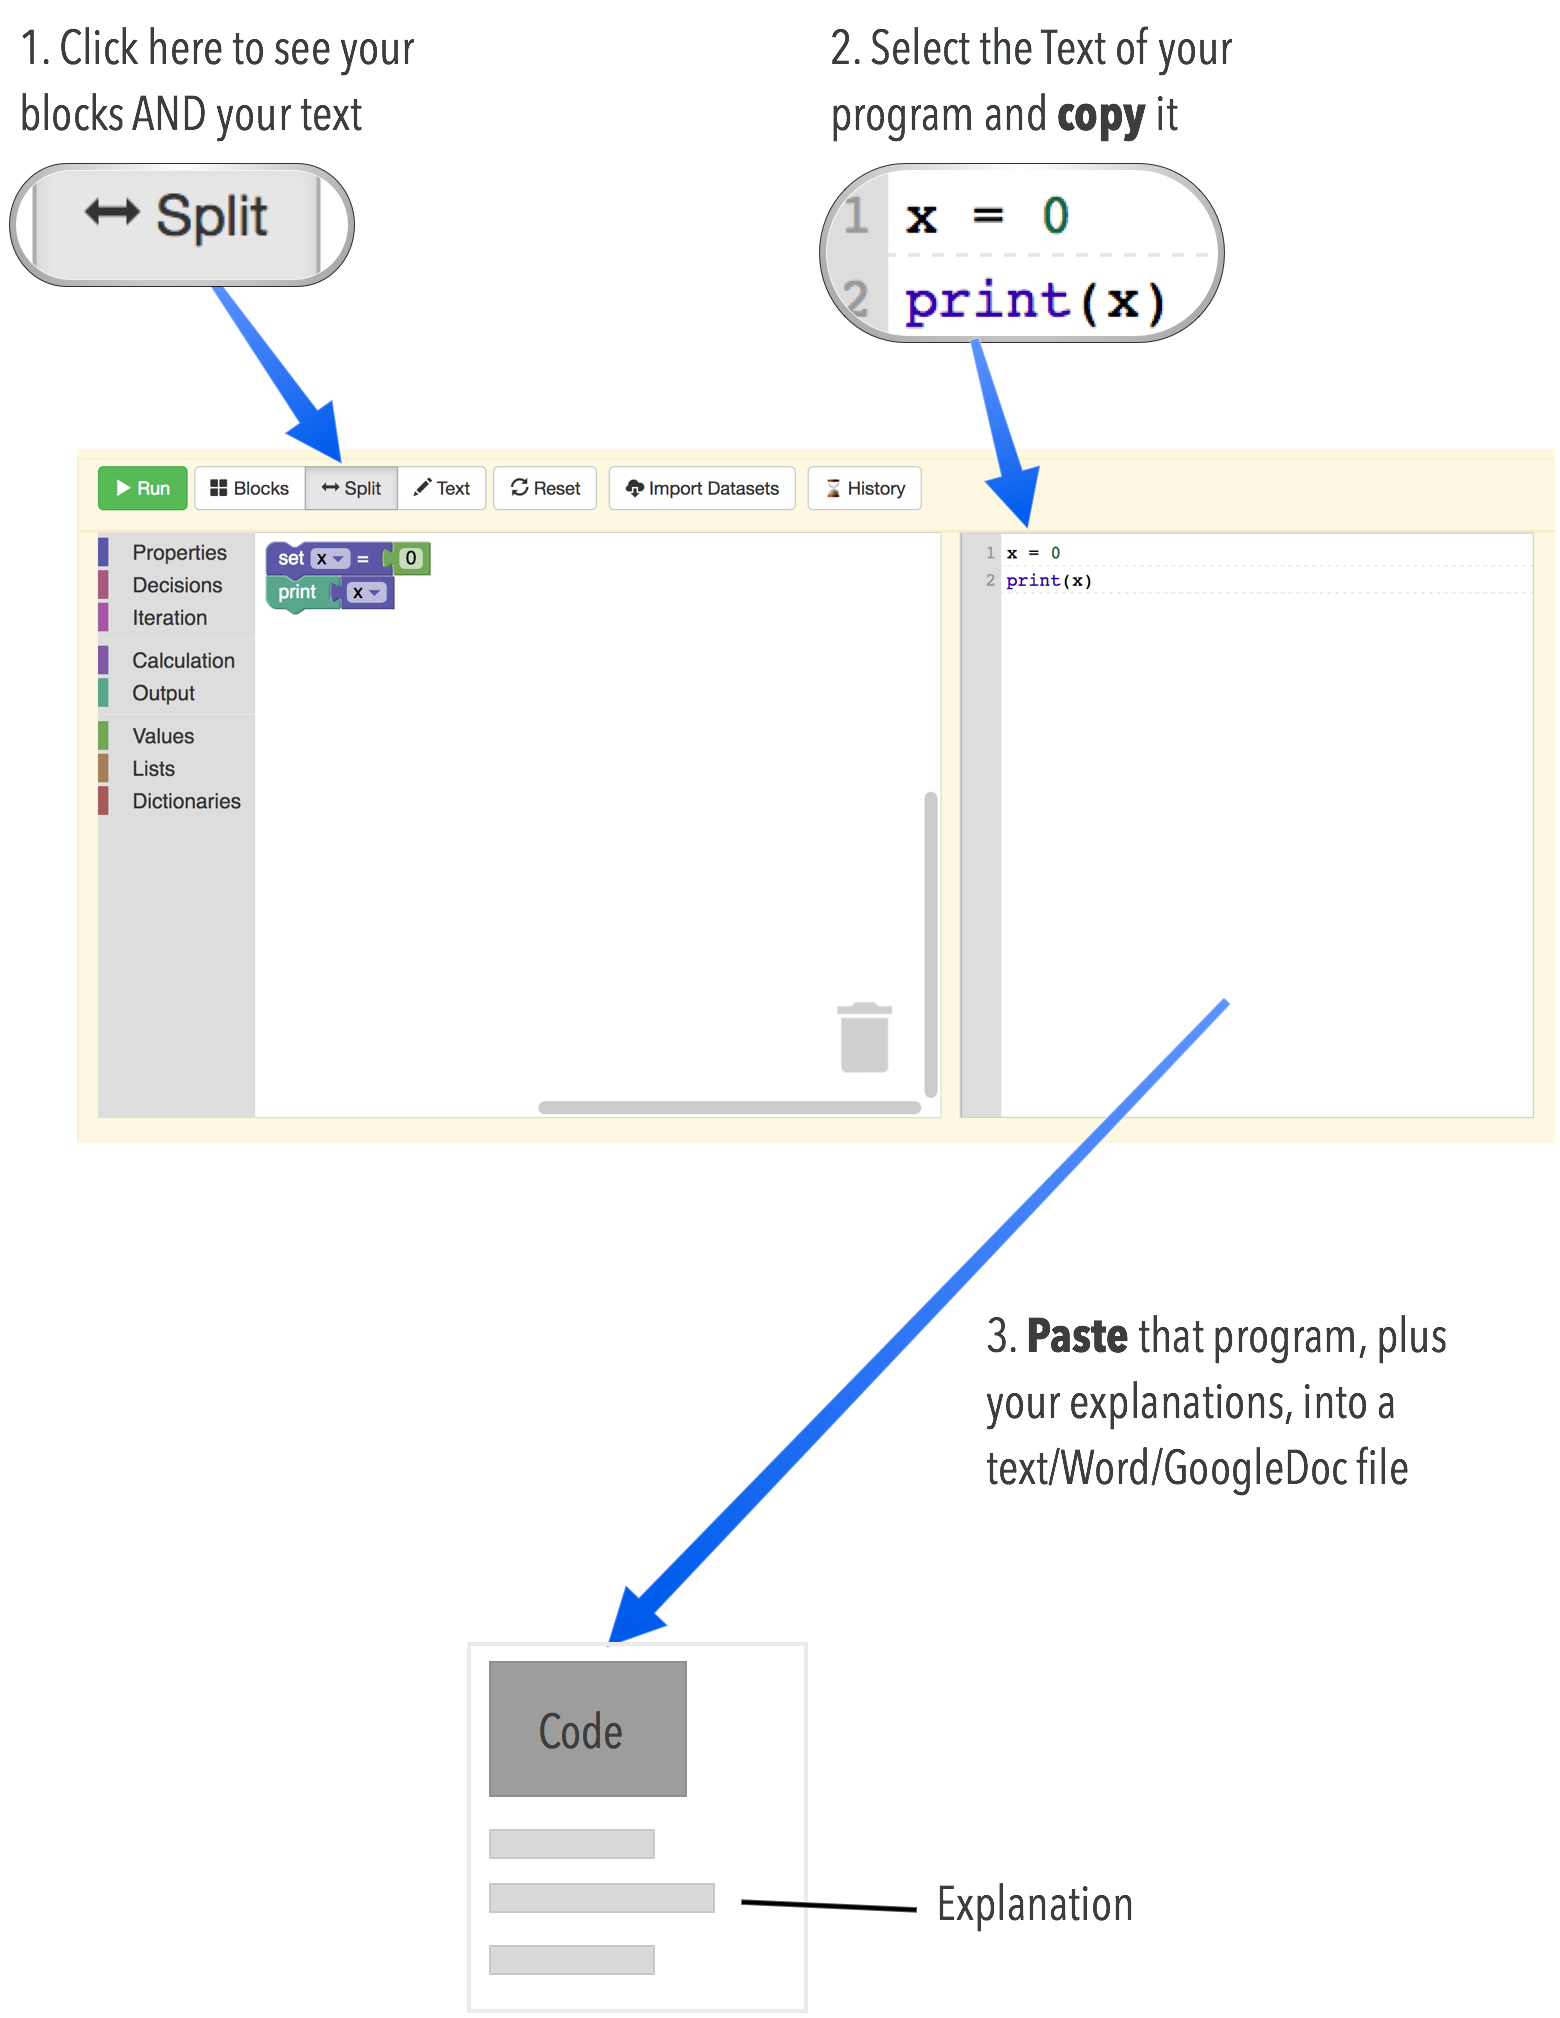 1. Click here to see your
blocks AND your text
2. Select the Text of your
program and copy it
Split
1 x = 0
2 print(x)
Run Blocks Split Text Reset Import Datasets History
Properties
Decisions
Iteration
Calculation
Output
Values
Lists
Dictionaries
set x = 0
print x
1 x = 0
2 print(x)
3. Paste that program, plus
your explanations, into a
text/Word/GoogleDoc file
Code
Explanation